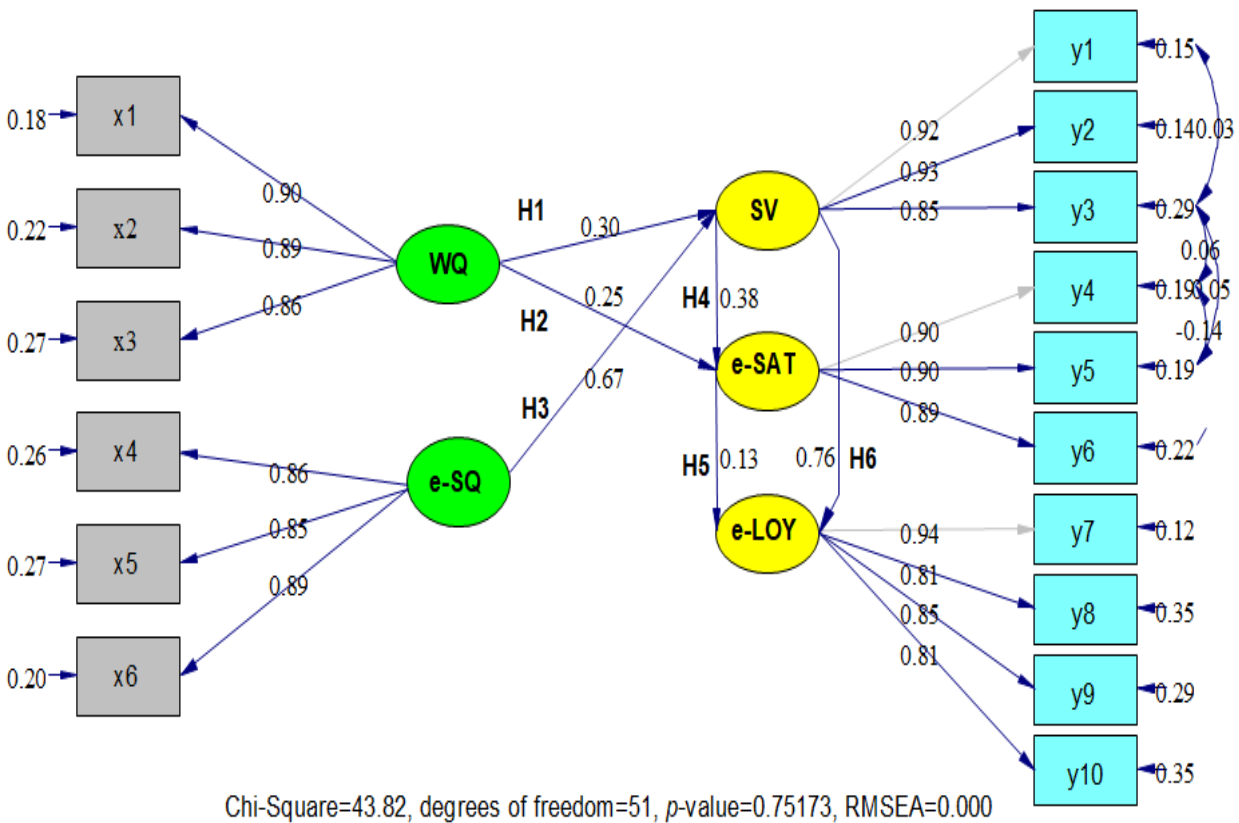 y1
0.15
x1
0.18
0.90
0.92
y2
0.14
0.03
0.93
x2
0.22
0.89
H1
0.30
SV
0.85
y3
0.29
0.06
WQ
x3
0.27
0.86
H2
0.25
H4
0.38
y4
0.19
0.05
-0.14
0.90
e-SAT
0.90
y5
0.19
H3
0.67
0.89
x4
0.26
0.86
y6
0.22
H5
0.13
0.76
H6
e-SQ
x5
0.27
0.85
e-LOY
0.94
y7
0.12
0.89
0.81
y8
0.35
0.85
x6
0.20
0.81
y9
0.29
y10
0.35
Chi-Square=43.82, degrees of freedom=51, p-value=0.75173, RMSEA=0.000